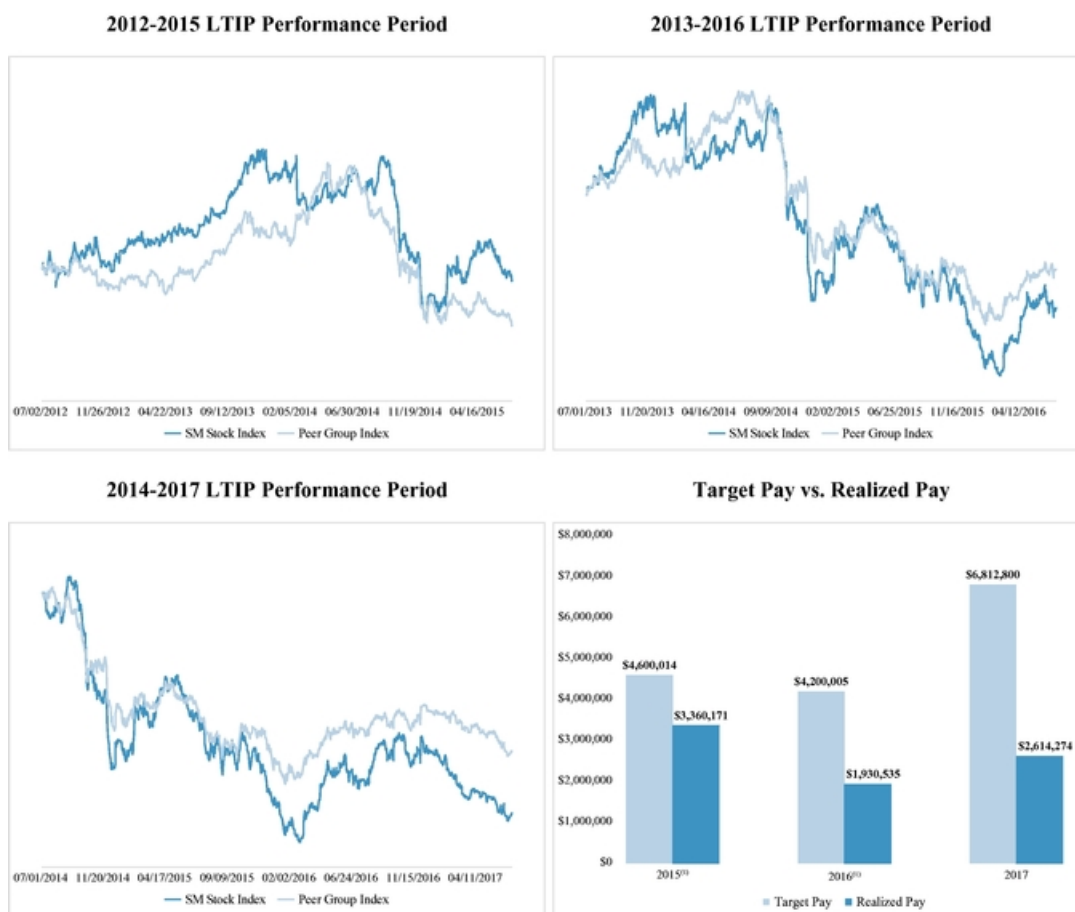 2012-2015 LTIP Performance Period
07/02/2012 11/26/2012 04/22/2013 09/12/2013 02/05/2014 06/30/2014 11/19/2014 04/16/2015
SM Stock Index Peer Group Index
2013-2016 LTIP Performance Period
07/01/2013 11/20/2013 04/16/2014 09/09/2014 02/02/2015 06/25/2015 11/16/2015 04/12/2016
SM Stock Index Peer Group Index
2014-2017 LTIP Performance Period
07/01/2014 11/20/2014 04/17/2015 09/09/2015 02/02/2016 06/24/2016 11/15/2016 04/11/2017
SM Stock Index Peer Group Index
Target Pay vs. Realized Pay
$8,000,000
$7,000,000
$6,000,000
$5,000,000
$4,000,000
$3,000,000
$2,000,000
$1,000,000
$0
$4,600,014
$3,360,171
$4,200,005
$1,930,535
$6,812,800
$2,614,274
2015 2016 2017
Target Pay Realized Pay